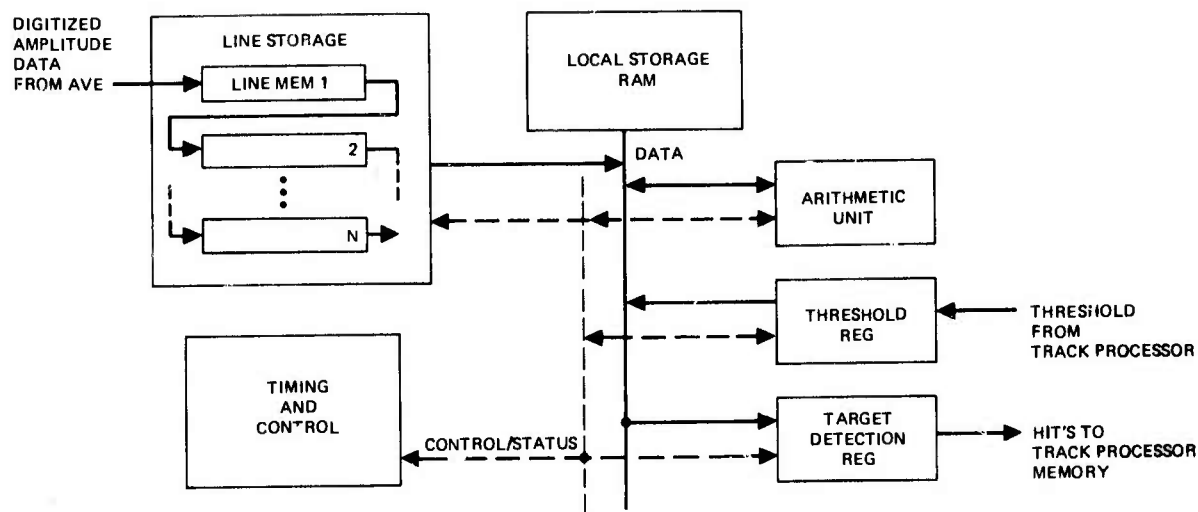 DIGITIZED
AMPLITUDE
DATA
FROM AVE
LINE STORAGE
LINE MEM 1
2
N
LOCAL STORAGE
RAM
DATA
ARITHMETIC
UNIT
THRESHOLD
REG
THRESHOLD
FROM
TRACK PROCESSOR
TIMING
AND
CONTROL
CONTROL/STATUS
TARGET
DETECTION
REG
HIT'S TO
TRACK PROCESSOR
MEMORY